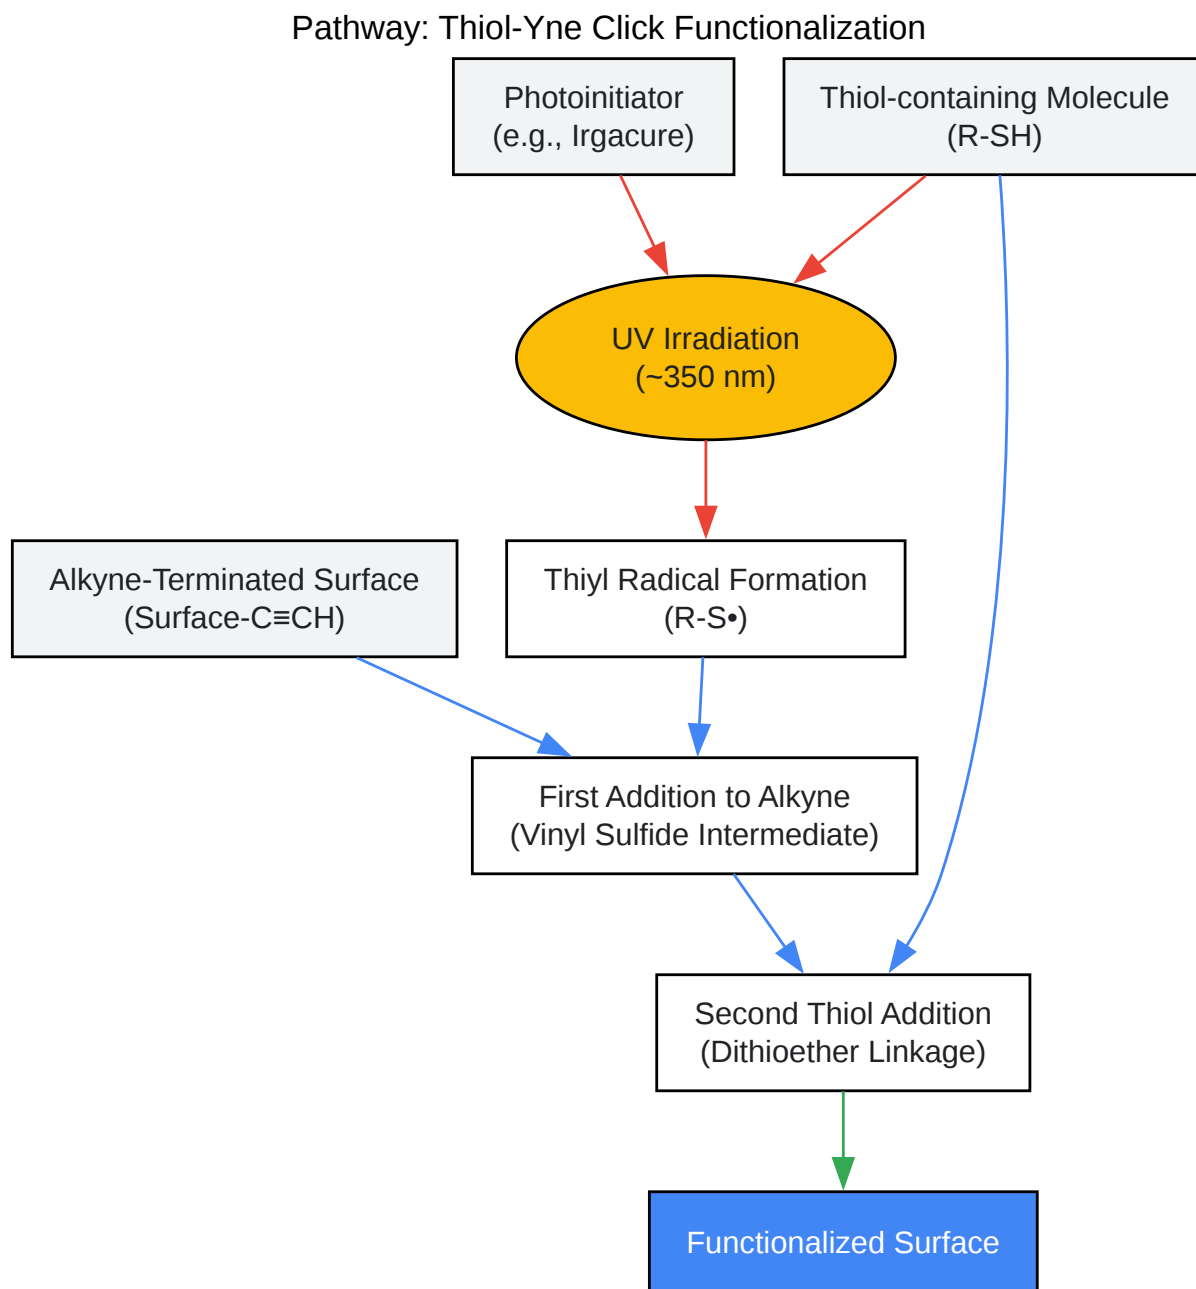 Pathway: Thiol-Yne Click Functionalization
Photoinitiator
(e.g., Irgacure)
Thiol-containing Molecule
(R-SH)
UV Irradiation
(~350 nm)
Alkyne-Terminated Surface
(Surface-C≡CH)
Thiyl Radical Formation
(R-S•)
First Addition to Alkyne
(Vinyl Sulfide Intermediate)
Second Thiol Addition
(Dithioether Linkage)
Functionalized Surface